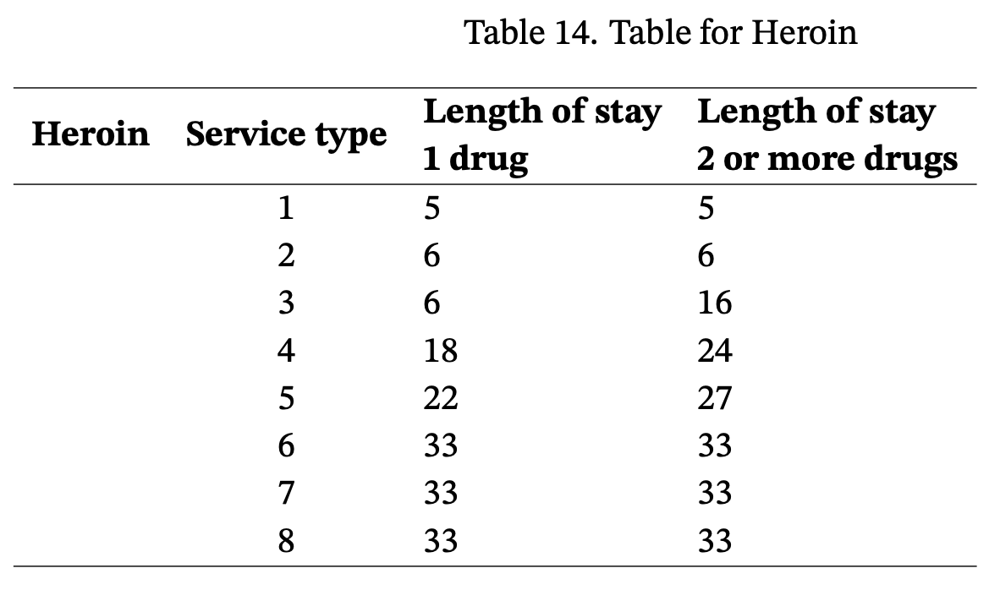 Table 14. Table for Heroin
Heroin Service type Length of stay 1 drug Length of stay 2 or more drugs
1 5 5
2 6 6
3 6 16
4 18 24
5 22 27
6 33 33
7 33 33
8 33 33